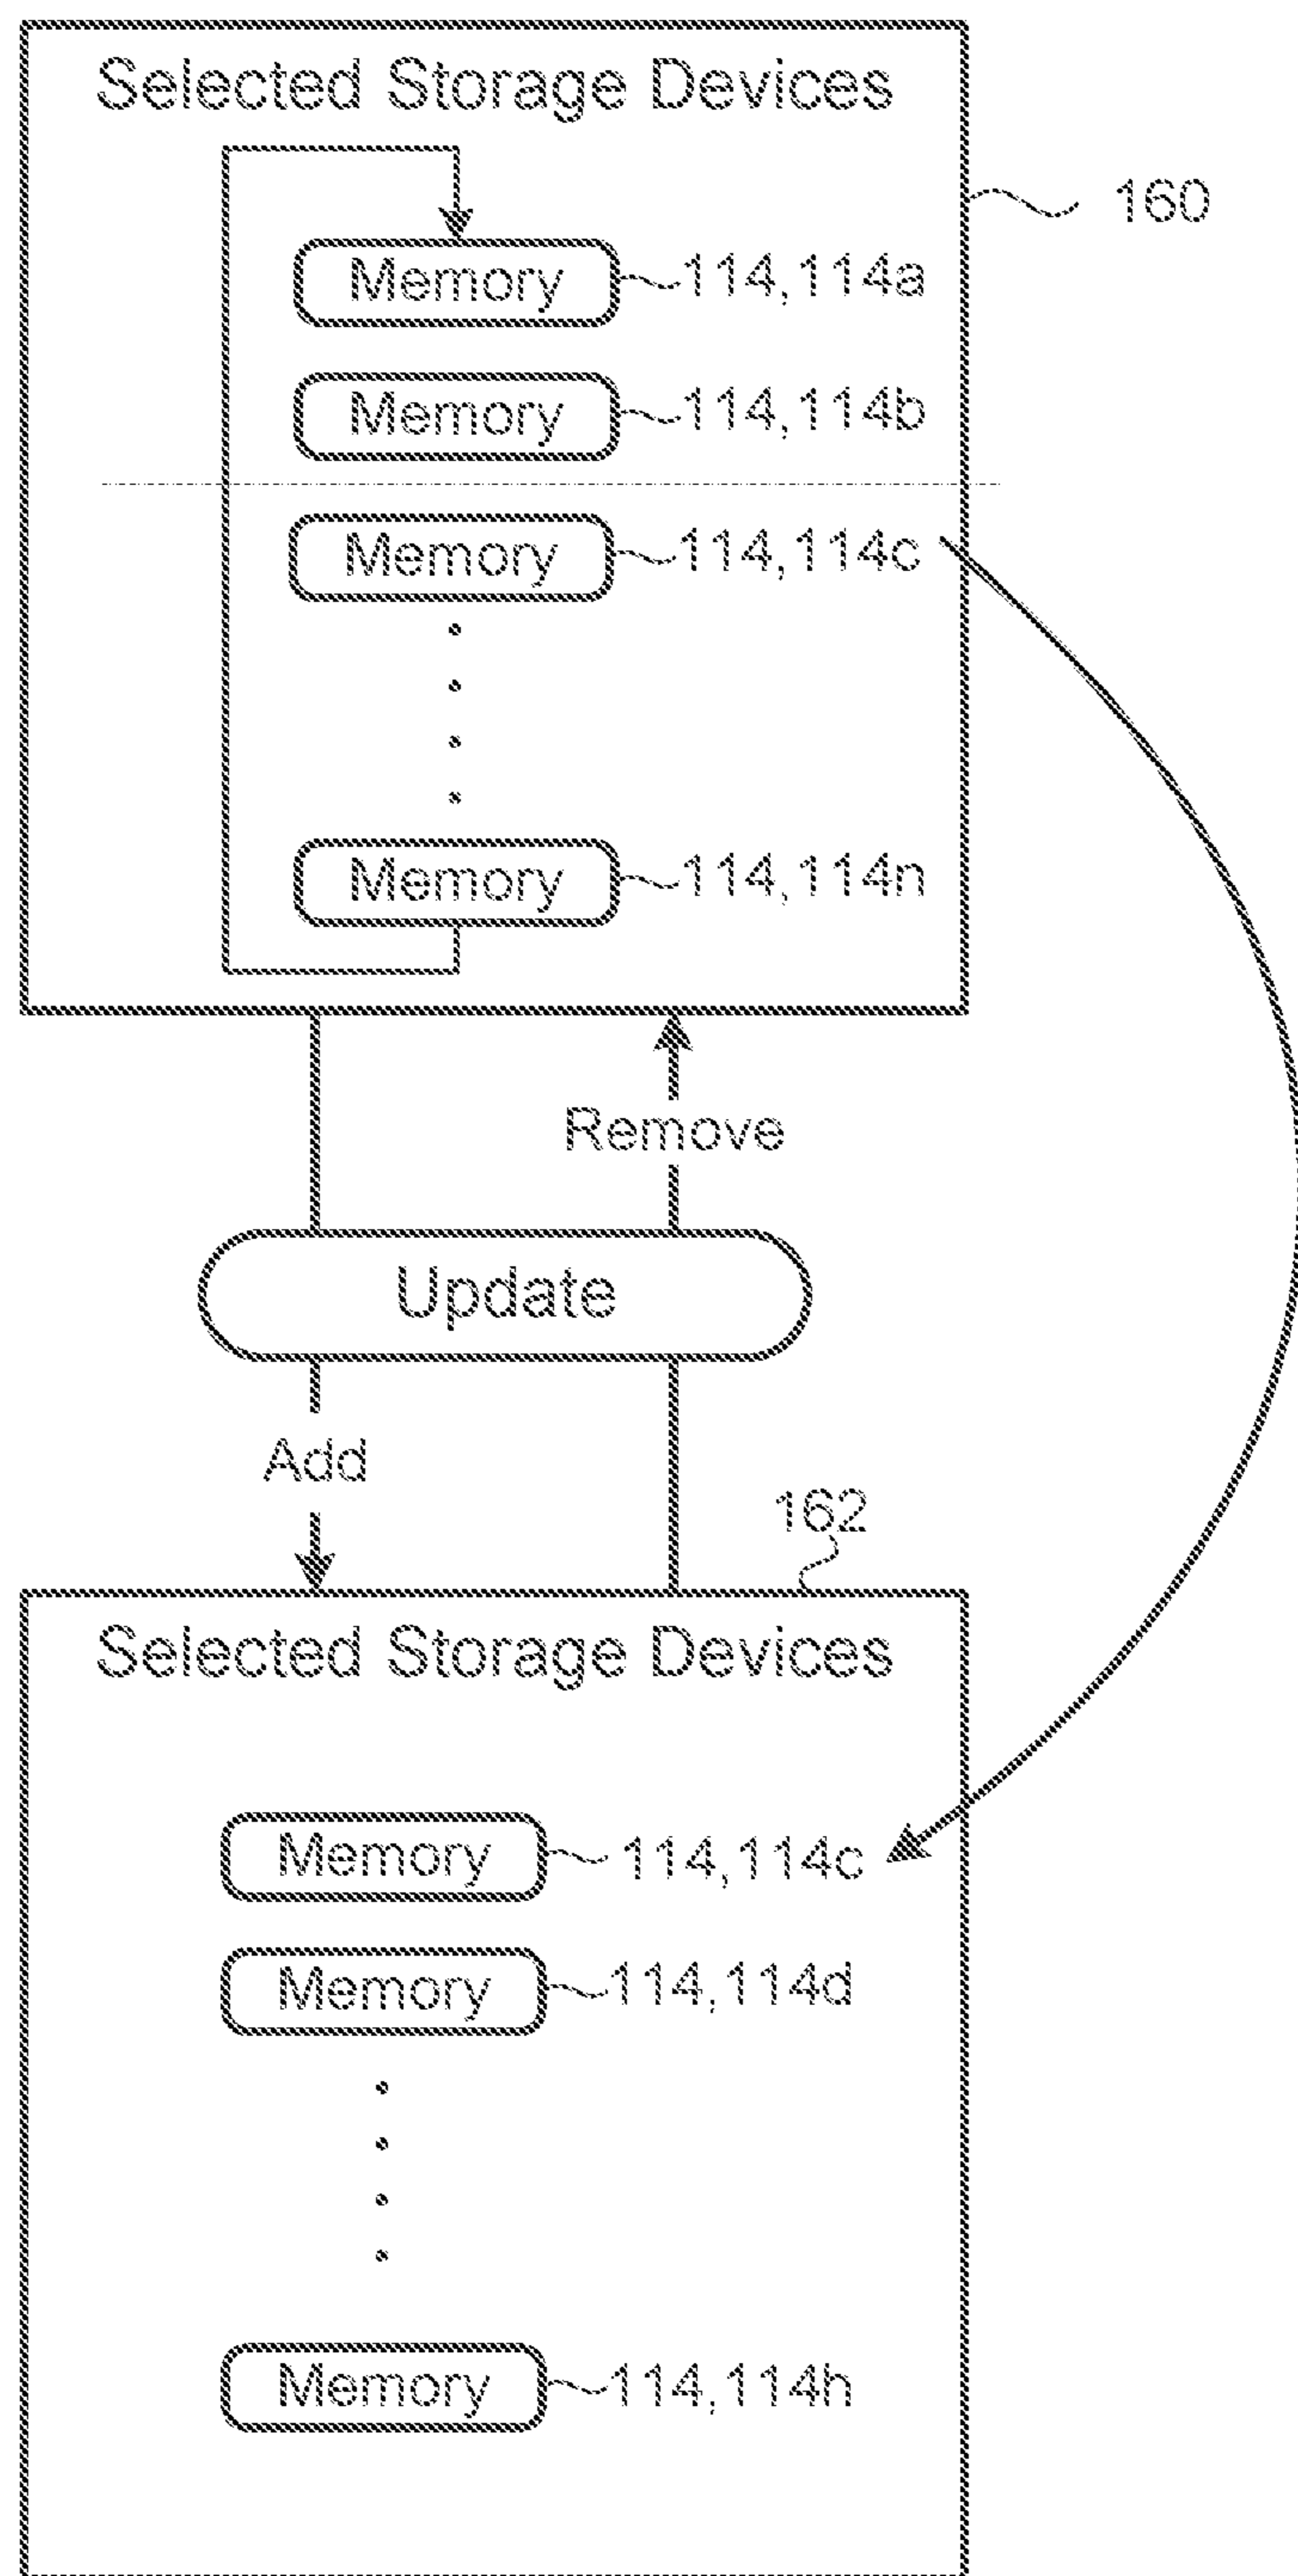 Selected Storage Devices
160
Memory 114,114a
Memory 114,114b
Memory 114,114c
Memory 114,114n
Remove
Update
Add
162
Selected Storage Devices
Memory 114,114c
Memory 114,114d
Memory 114,114h